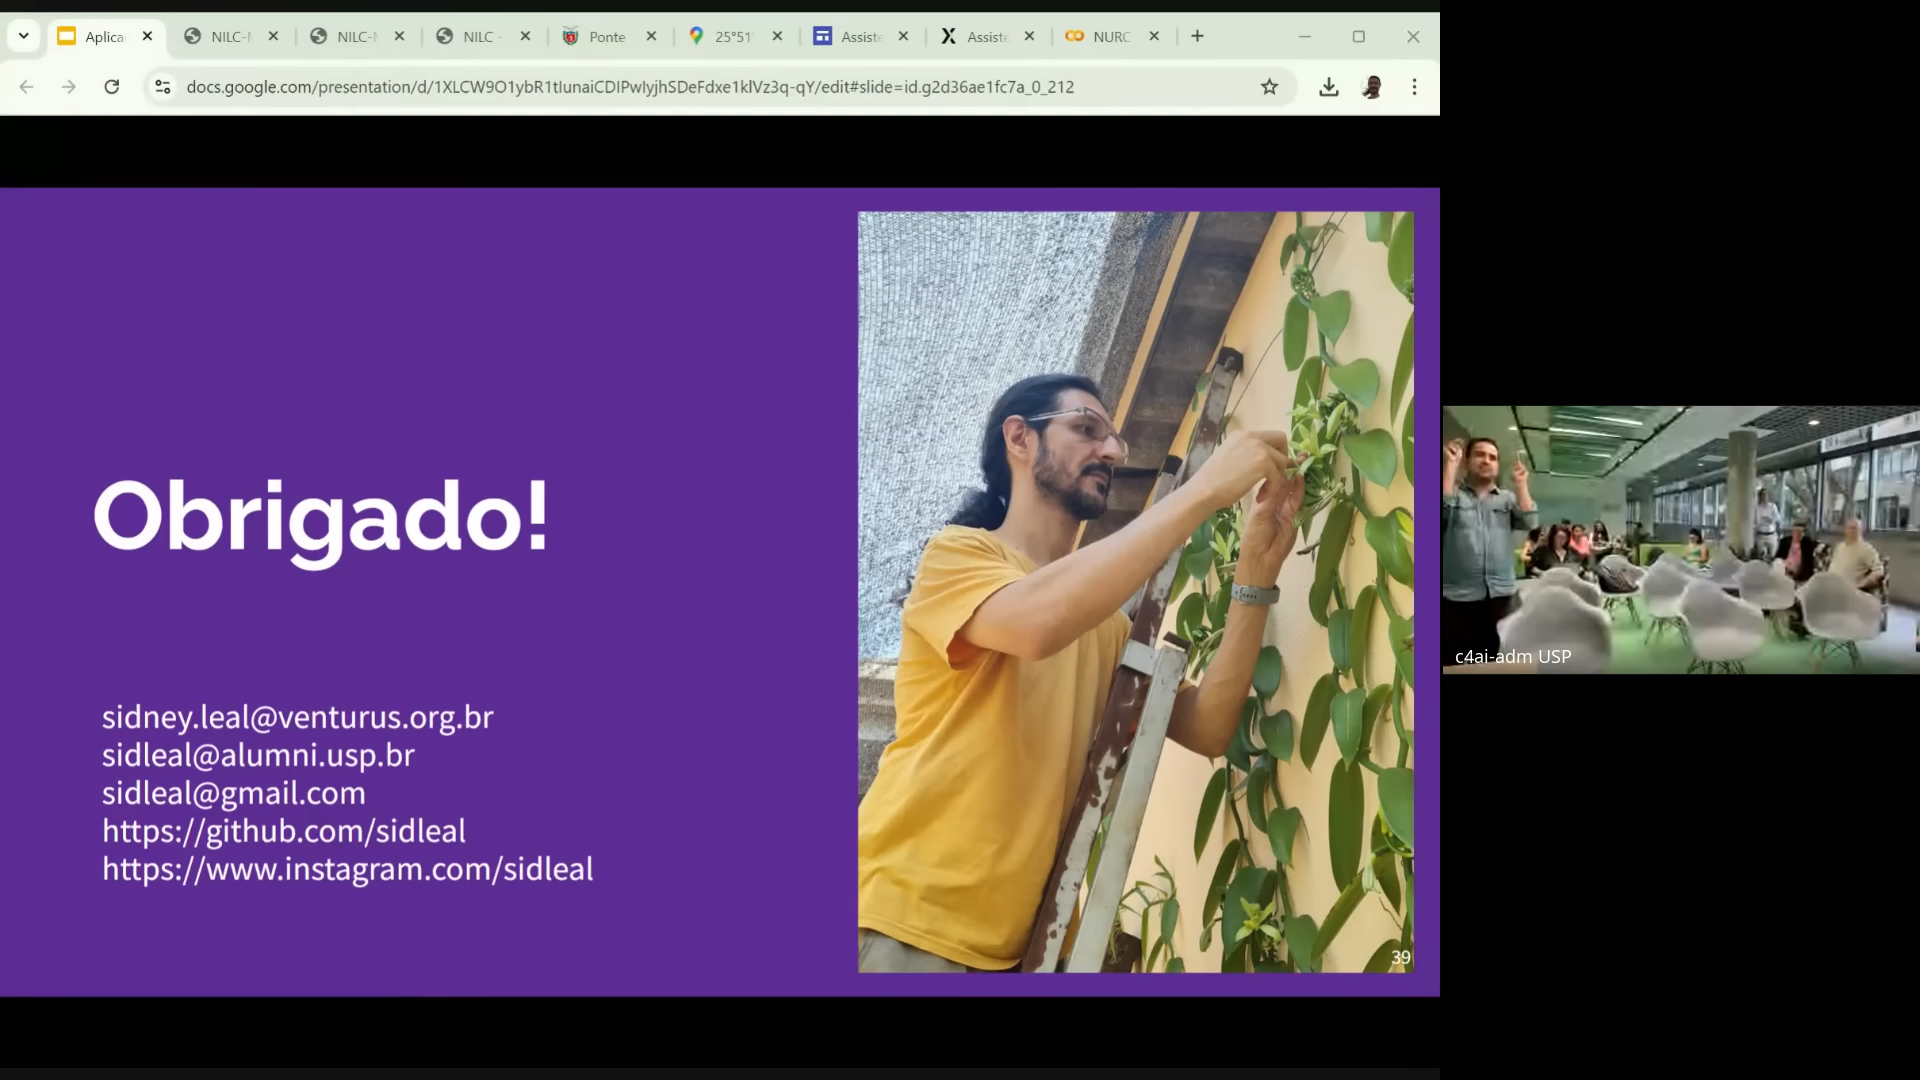 Aplica
NILC-N
NILC-N
NILC -
Ponte
25°51'
Assiste
Assiste
NURC
docs.google.com/presentation/d/1XLCW9O1ybR1tIunaiCDIPwIyjhSDeFdxe1klVz3q-qY/edit#slide=id.g2d36ae1fc7a_0_212
Obrigado!
sidney.leal@venturus.org.br
sidleal@alumni.usp.br
sidleal@gmail.com
https://github.com/sidleal
https://www.instagram.com/sidleal
39
c4ai-adm USP